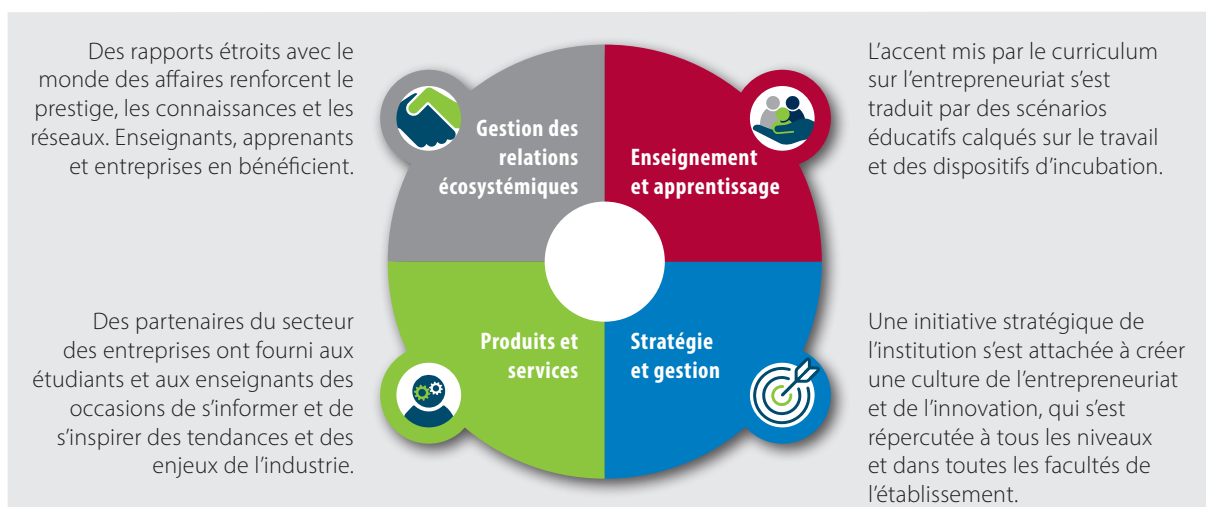 Des rapports étroits avec le
monde des affaires renforcent le
prestige, les connaissances et les
réseaux. Enseignants, apprenants
et entreprises en bénéficient.
Gestion des
relations
écosystémiques
Enseignement
et apprentissage
L’accent mis par le curriculum
sur l’entrepreneuriat s’est
traduit par des scénarios
éducatifs calqués sur le travail
et des dispositifs d’incubation.
Des partenaires du secteur
des entreprises ont fourni aux
étudiants et aux enseignants des
occasions de s’informer et de
s’inspirer des tendances et des
enjeux de l’industrie.
Produits et
services
Stratégie
et gestion
Une initiative stratégique de
l’institution s’est attachée à créer
une culture de l’entrepreneuriat
et de l’innovation, qui s’est
répercutée à tous les niveaux
et dans toutes les facultés de
l’établissement.